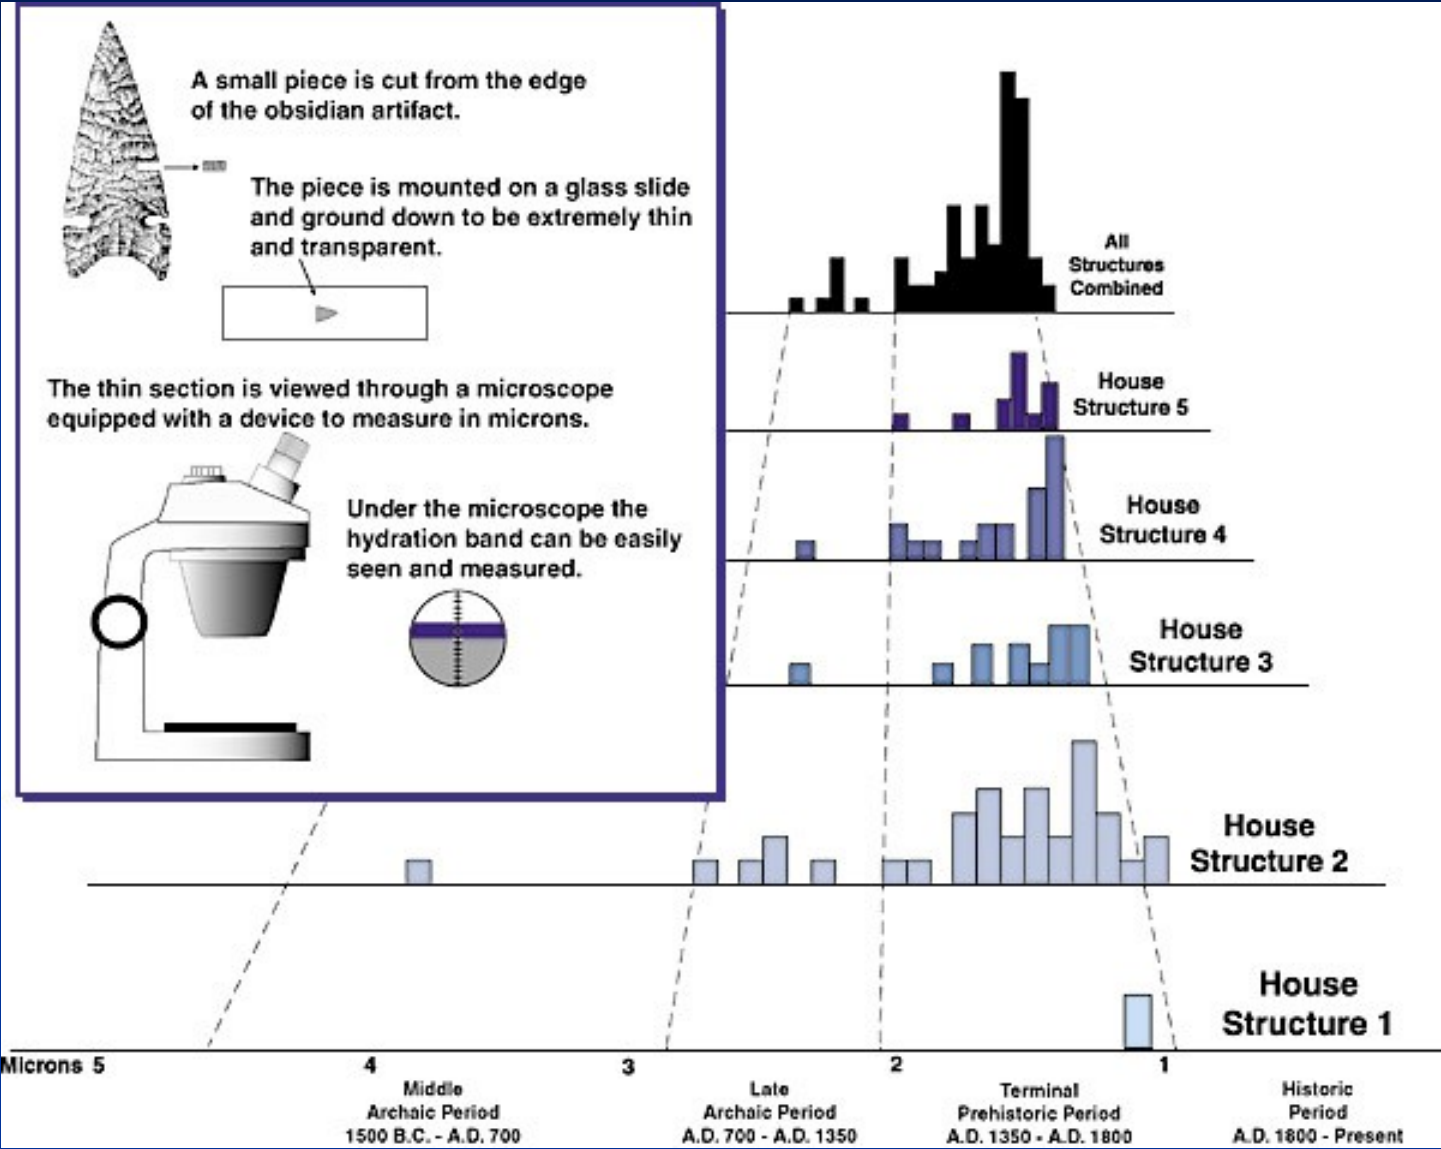 A small piece is cut from the edge
of the obsidian artifact.
The piece is mounted on a glass slide
and ground down to be extremely thin
and transparent.
The thin section is viewed through a microscope
equipped with a device to measure in microns.
Under the microscope the
hydration band can be easily
seen and measured.
All
Structures
Combined
House
Structure 5
House
Structure 4
House
Structure 3
House
Structure 2
House
Structure 1
Microns 5 4 3 2 1
Middle
Archaic Period
1500 B.C. - A.D. 700
Late
Archaic Period
A.D. 700 - A.D. 1350
Terminal
Prehistoric Period
A.D. 1350 - A.D. 1800
Historic
Period
A.D. 1800 - Present